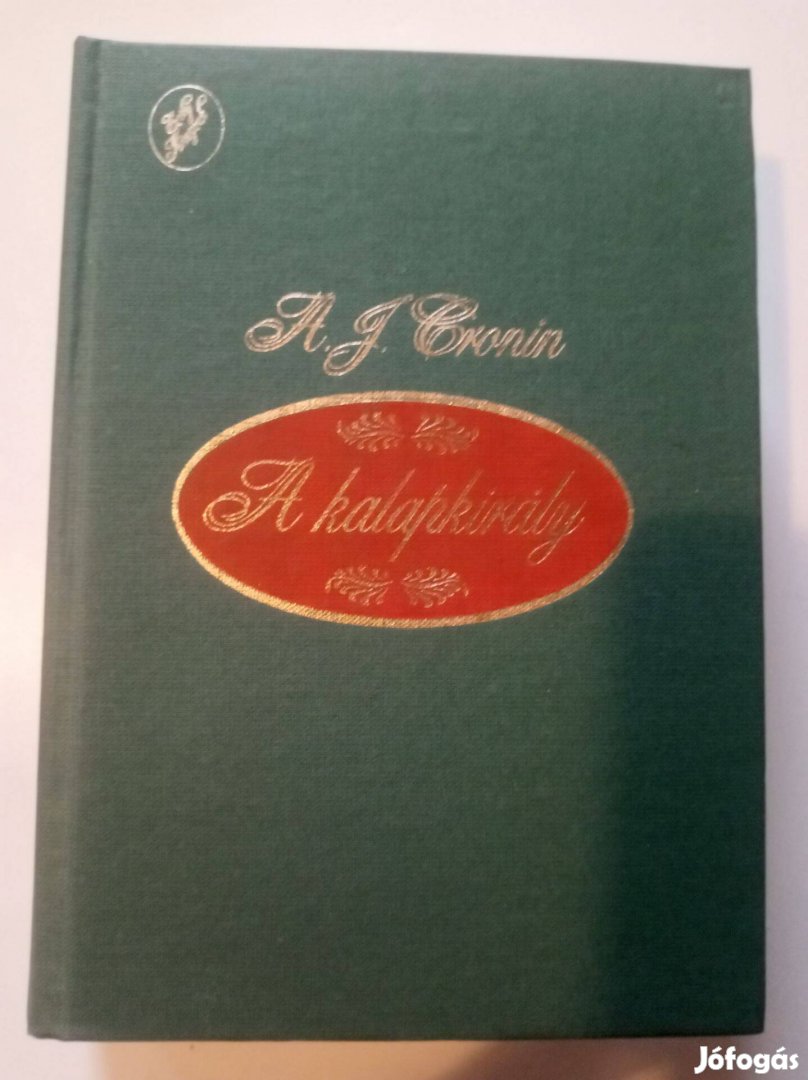 A. J. Cronin
A kalapkirály
Jófogás